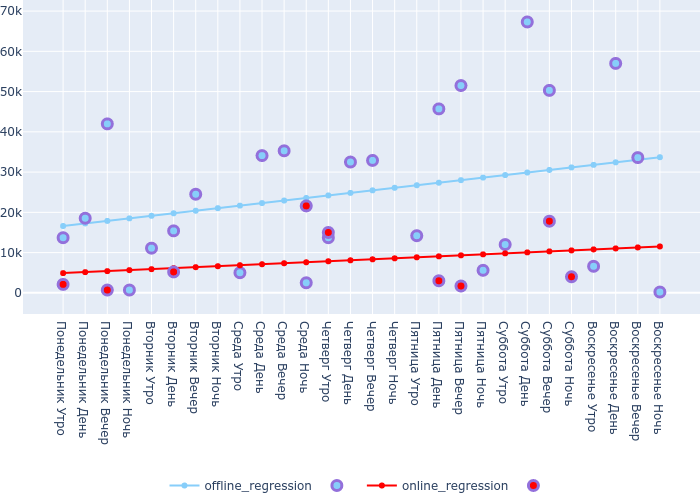 70k
60k
50k
40k
30k
20k
10k
0
Понедельник Утро
Понедельник День
Понедельник Вечер
Понедельник Ночь
Вторник Утро
Вторник День
Вторник Вечер
Вторник Ночь
Среда Утро
Среда День
Среда Вечер
Среда Ночь
Четверг Утро
Четверг День
Четверг Вечер
Четверг Ночь
Пятница Утро
Пятница День
Пятница Вечер
Пятница Ночь
Суббота Утро
Суббота День
Суббота Вечер
Суббота Ночь
Воскресенье Утро
Воскресенье День
Воскресенье Вечер
Воскресенье Ночь
offline_regression
online_regression